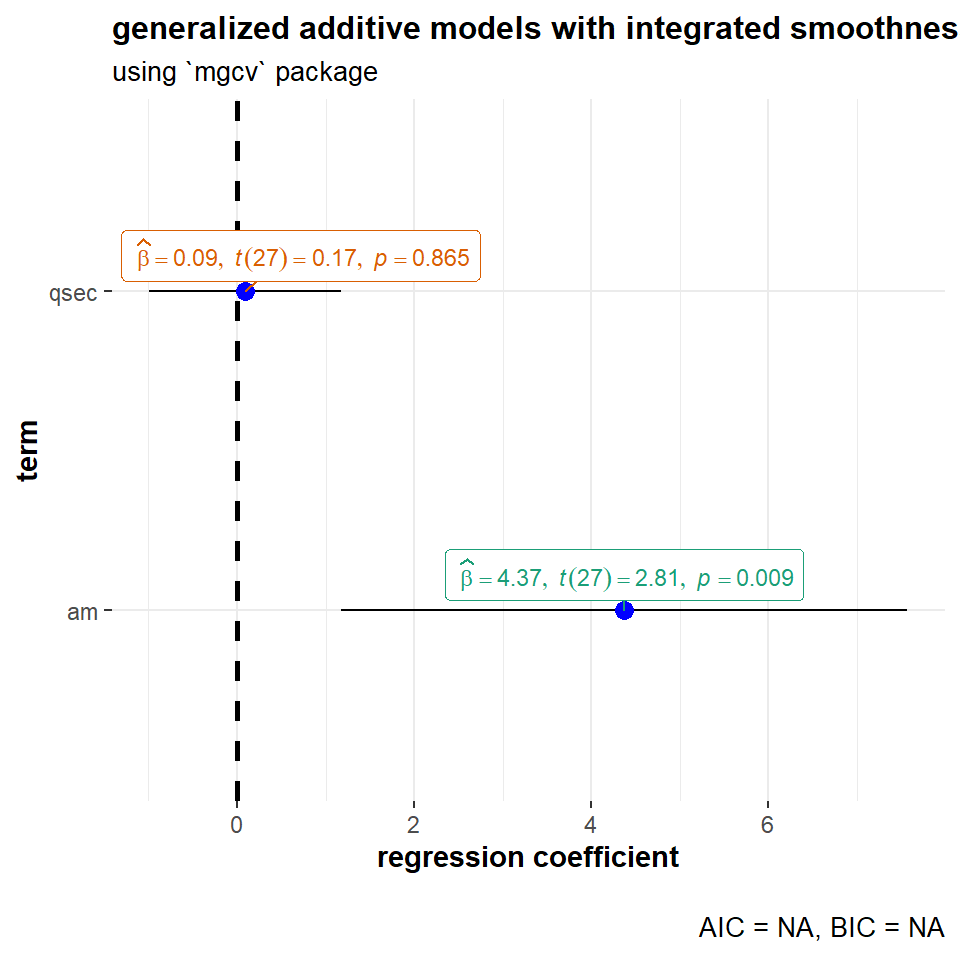 generalized additive models with integrated smoothnes
using `mgcv` package
β̂ = 0.09, t(27) = 0.17, p = 0.865
qsec
term
β̂ = 4.37, t(27) = 2.81, p = 0.009
am
0 2 4 6
regression coefficient
AIC = NA, BIC = NA